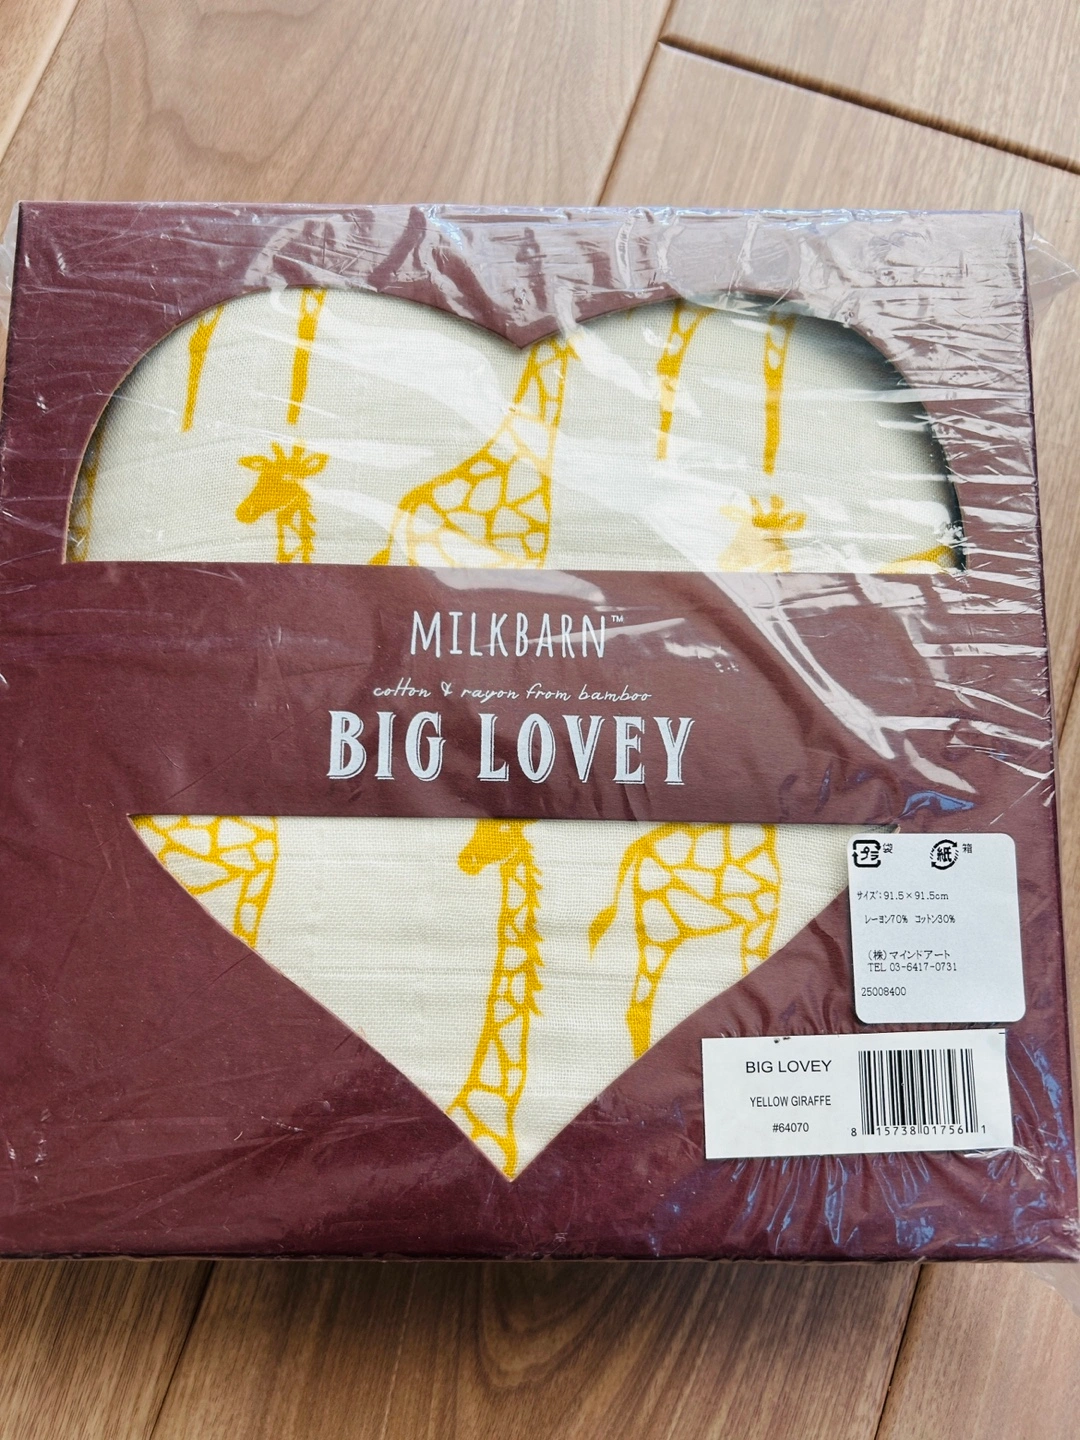 MILKBARN™
cotton & rayon from bamboo
BIG LOVEY
プラ 袋 紙 箱
サイズ:91.5×91.5cm
レーヨン70% コットン30%
(株)マインドアート
TEL 03-6417-0731
25008400
BIG LOVEY
YELLOW GIRAFFE
#64070
8 15738 01756 1